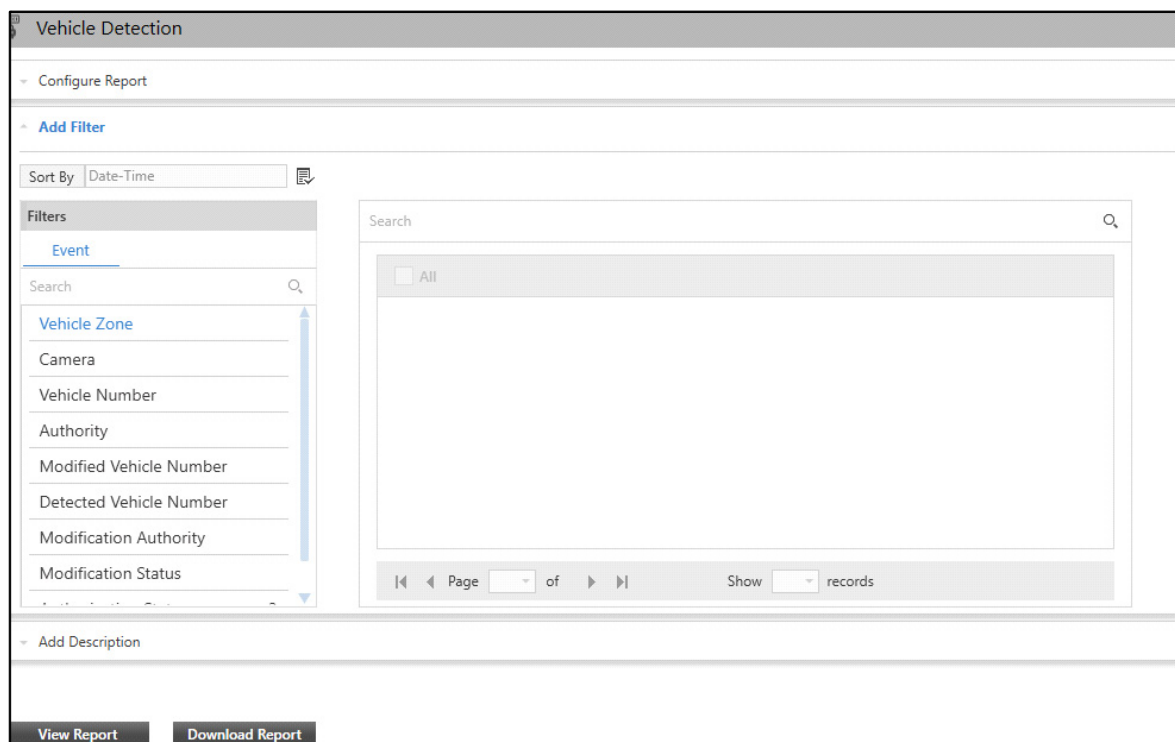 Vehicle Detection
Configure Report
Add Filter
Sort By Date-Time
Filters
Event
Search
Vehicle Zone
Camera
Vehicle Number
Authority
Modified Vehicle Number
Detected Vehicle Number
Modification Authority
Modification Status
Search
All
Page of Show records
Add Description
View Report Download Report